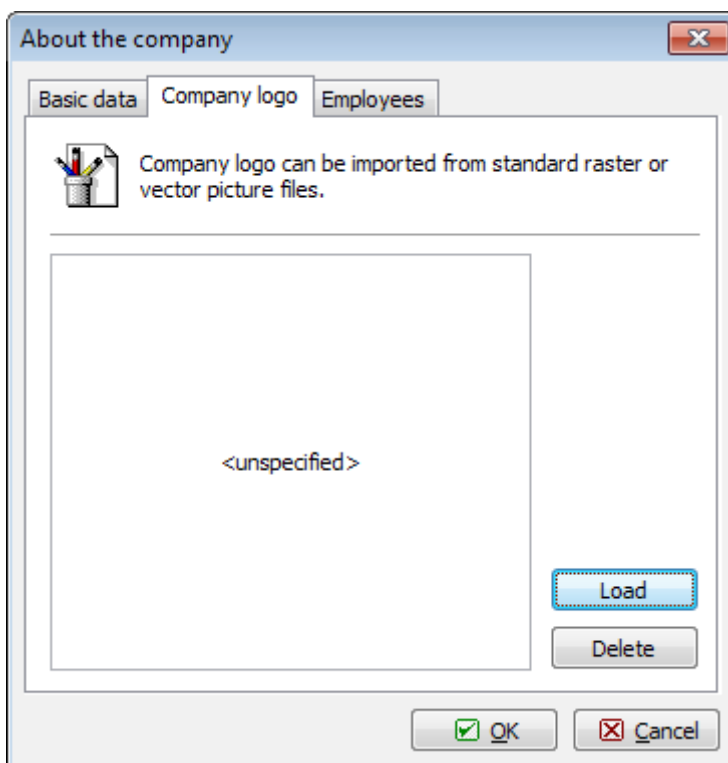 About the company
Basic data Company logo Employees
Company logo can be imported from standard raster or
vector picture files.
<unspecified>
Load
Delete
OK Cancel